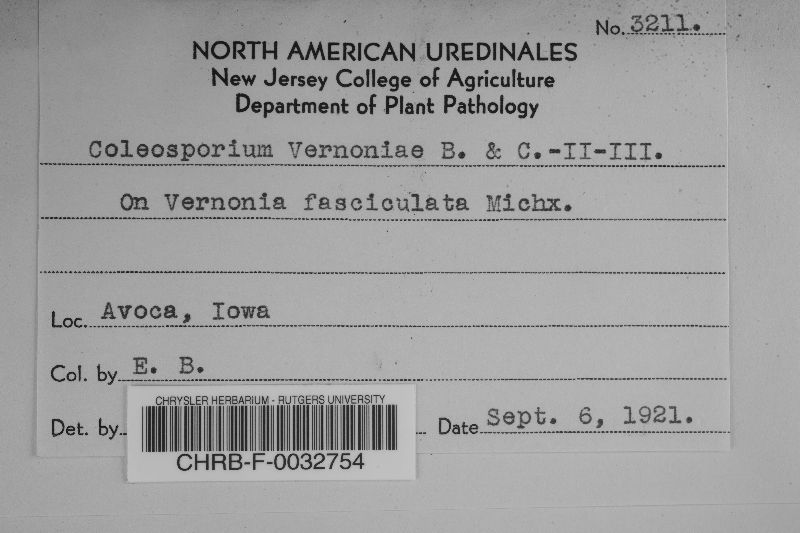 No. 3211.
NORTH AMERICAN UREDINALES
New Jersey College of Agriculture
Department of Plant Pathology
Coleosporium Vernoniae B. & C.-II-III.
On Vernonia fasciculata Michx.
Loc. Avoca, Iowa
Col. by E. B.
Det. by
CHRYSLER HERBARIUM - RUTGERS UNIVERSITY
CHRB-F-0032754
Date Sept. 6, 1921.